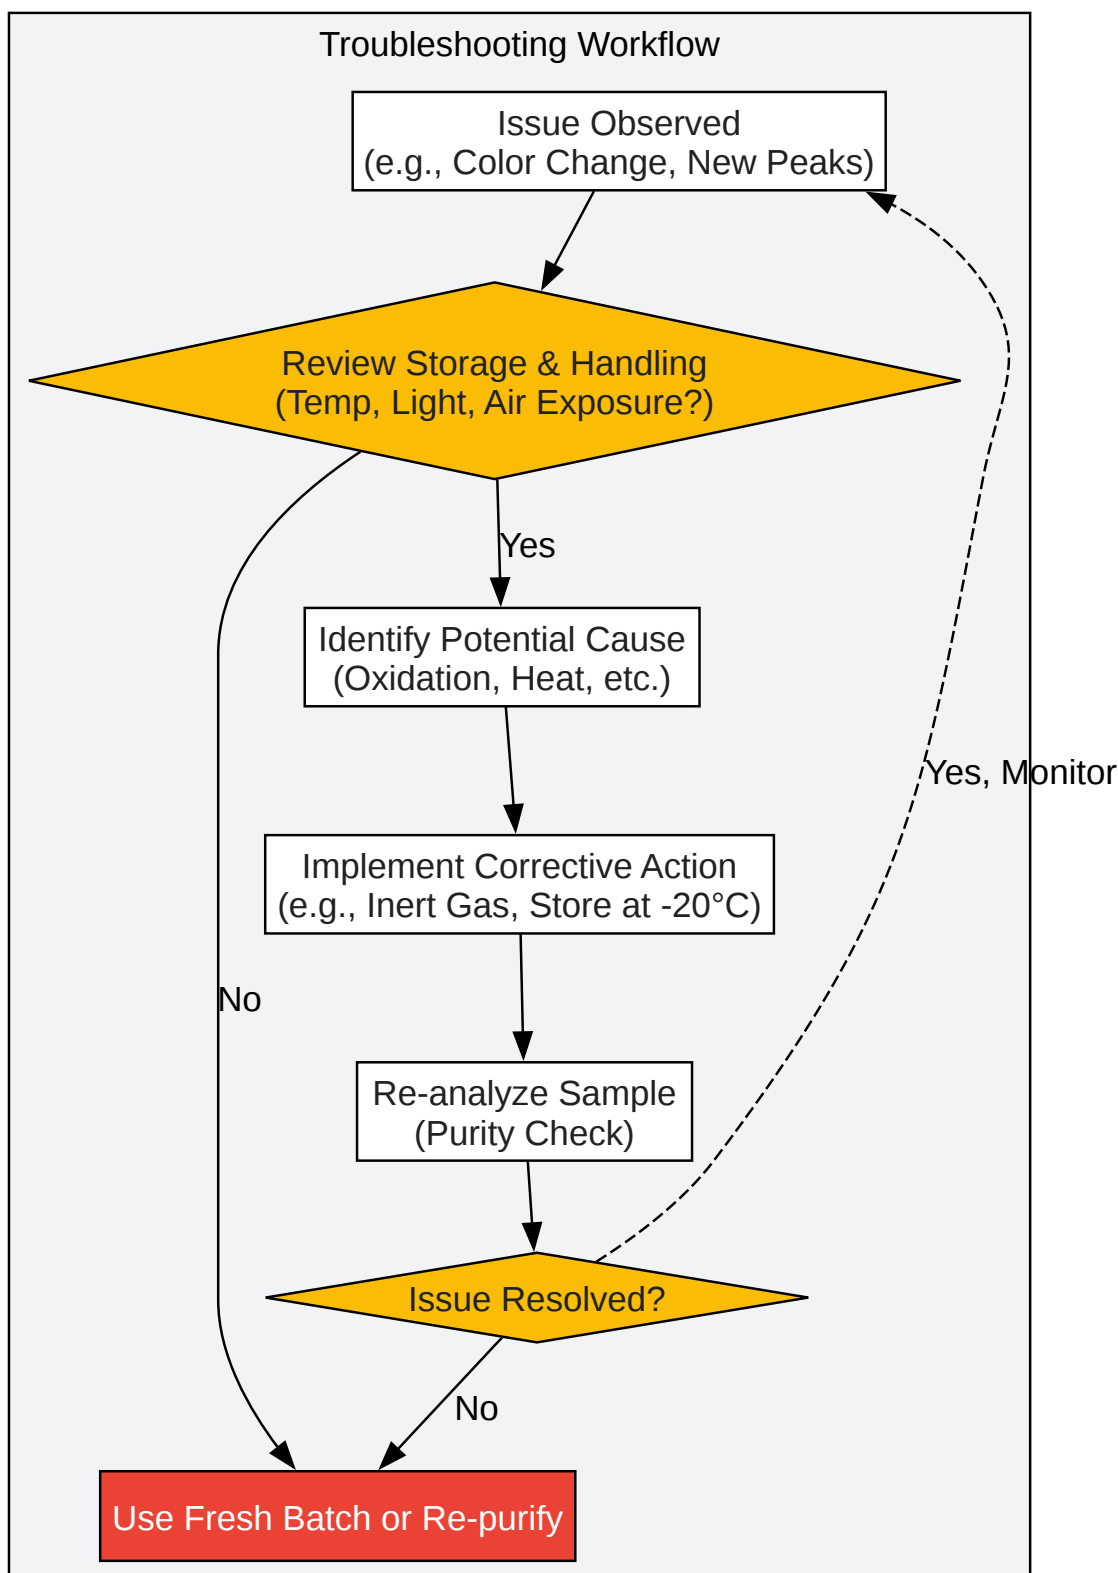 Troubleshooting Workflow
Issue Observed
(e.g., Color Change, New Peaks)
Review Storage & Handling
(Temp, Light, Air Exposure?)
Yes
Identify Potential Cause
(Oxidation, Heat, etc.)
Yes, Monitor
Implement Corrective Action
(e.g., Inert Gas, Store at -20°C)
No
Re-analyze Sample
(Purity Check)
Issue Resolved?
No
Use Fresh Batch or Re-purify